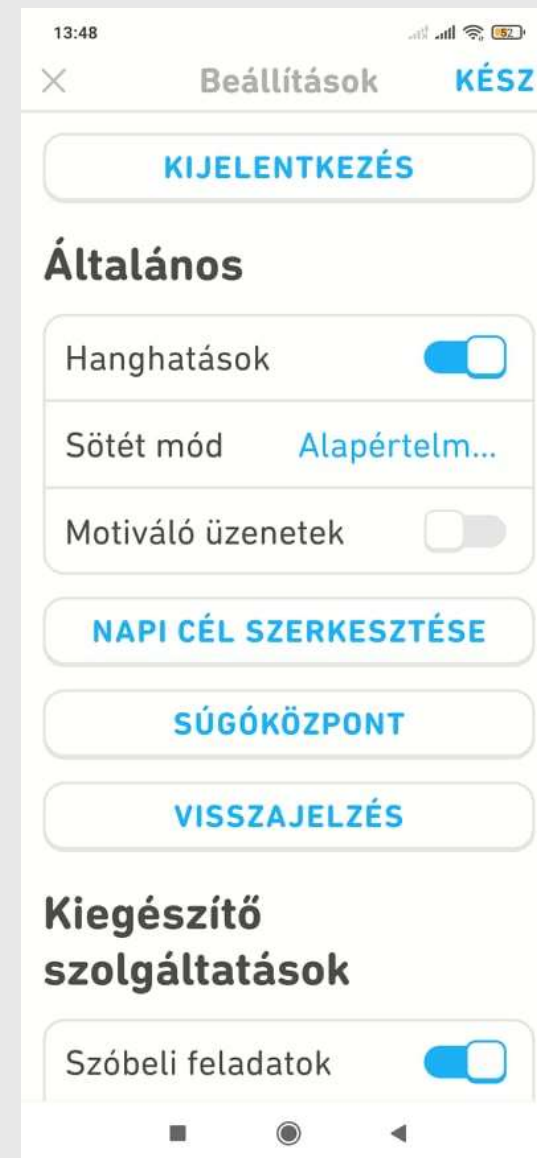 13:48
52
Beállítások
KÉSZ
KIJELENTKEZÉS
Általános
Hanghatások
Sötét mód
Alapértelm...
Motiváló üzenetek
NAPI CÉL SZERKESZTÉSE
SÚGÓKÖZPONT
VISSZAJELZÉS
Kiegészítő
szolgáltatások
Szóbeli feladatok